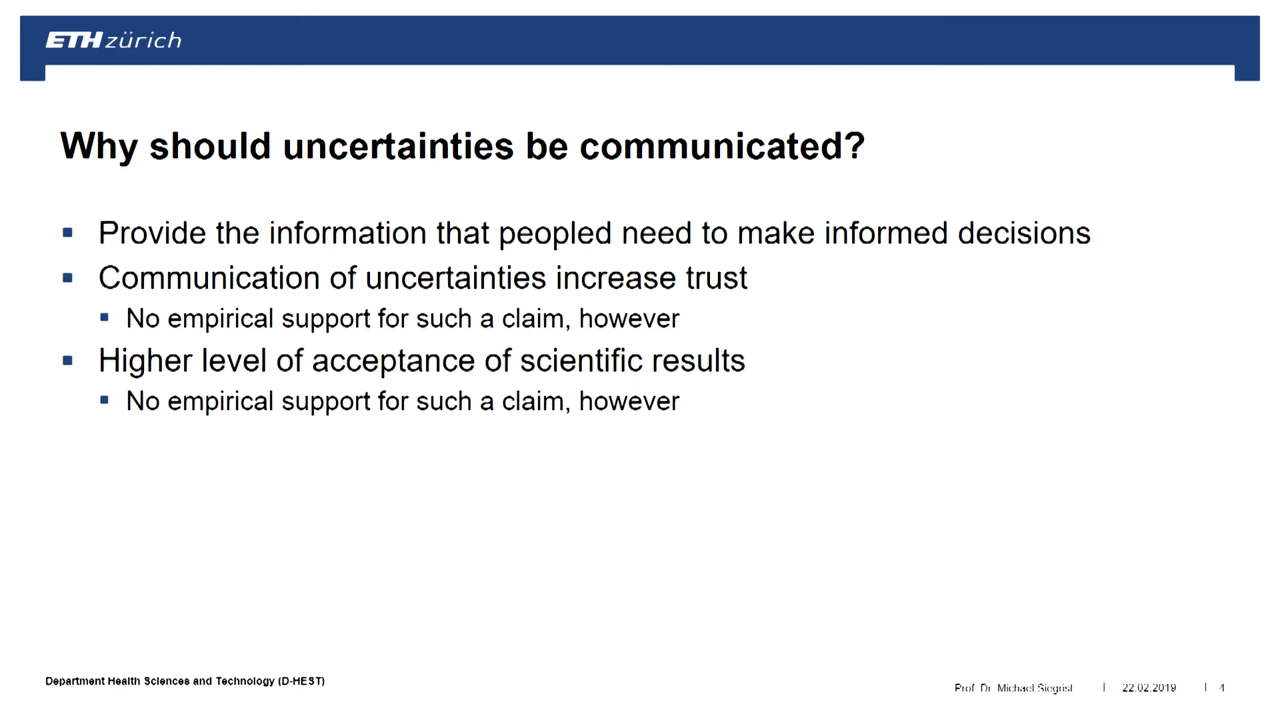 ETH zürich
Why should uncertainties be communicated?
Provide the information that peopled need to make informed decisions
Communication of uncertainties increase trust
No empirical support for such a claim, however
Higher level of acceptance of scientific results
No empirical support for such a claim, however
Department Health Sciences and Technology (D-HEST)
Prof. Dr. Michael Siegrist | 22.02.2019 | 4